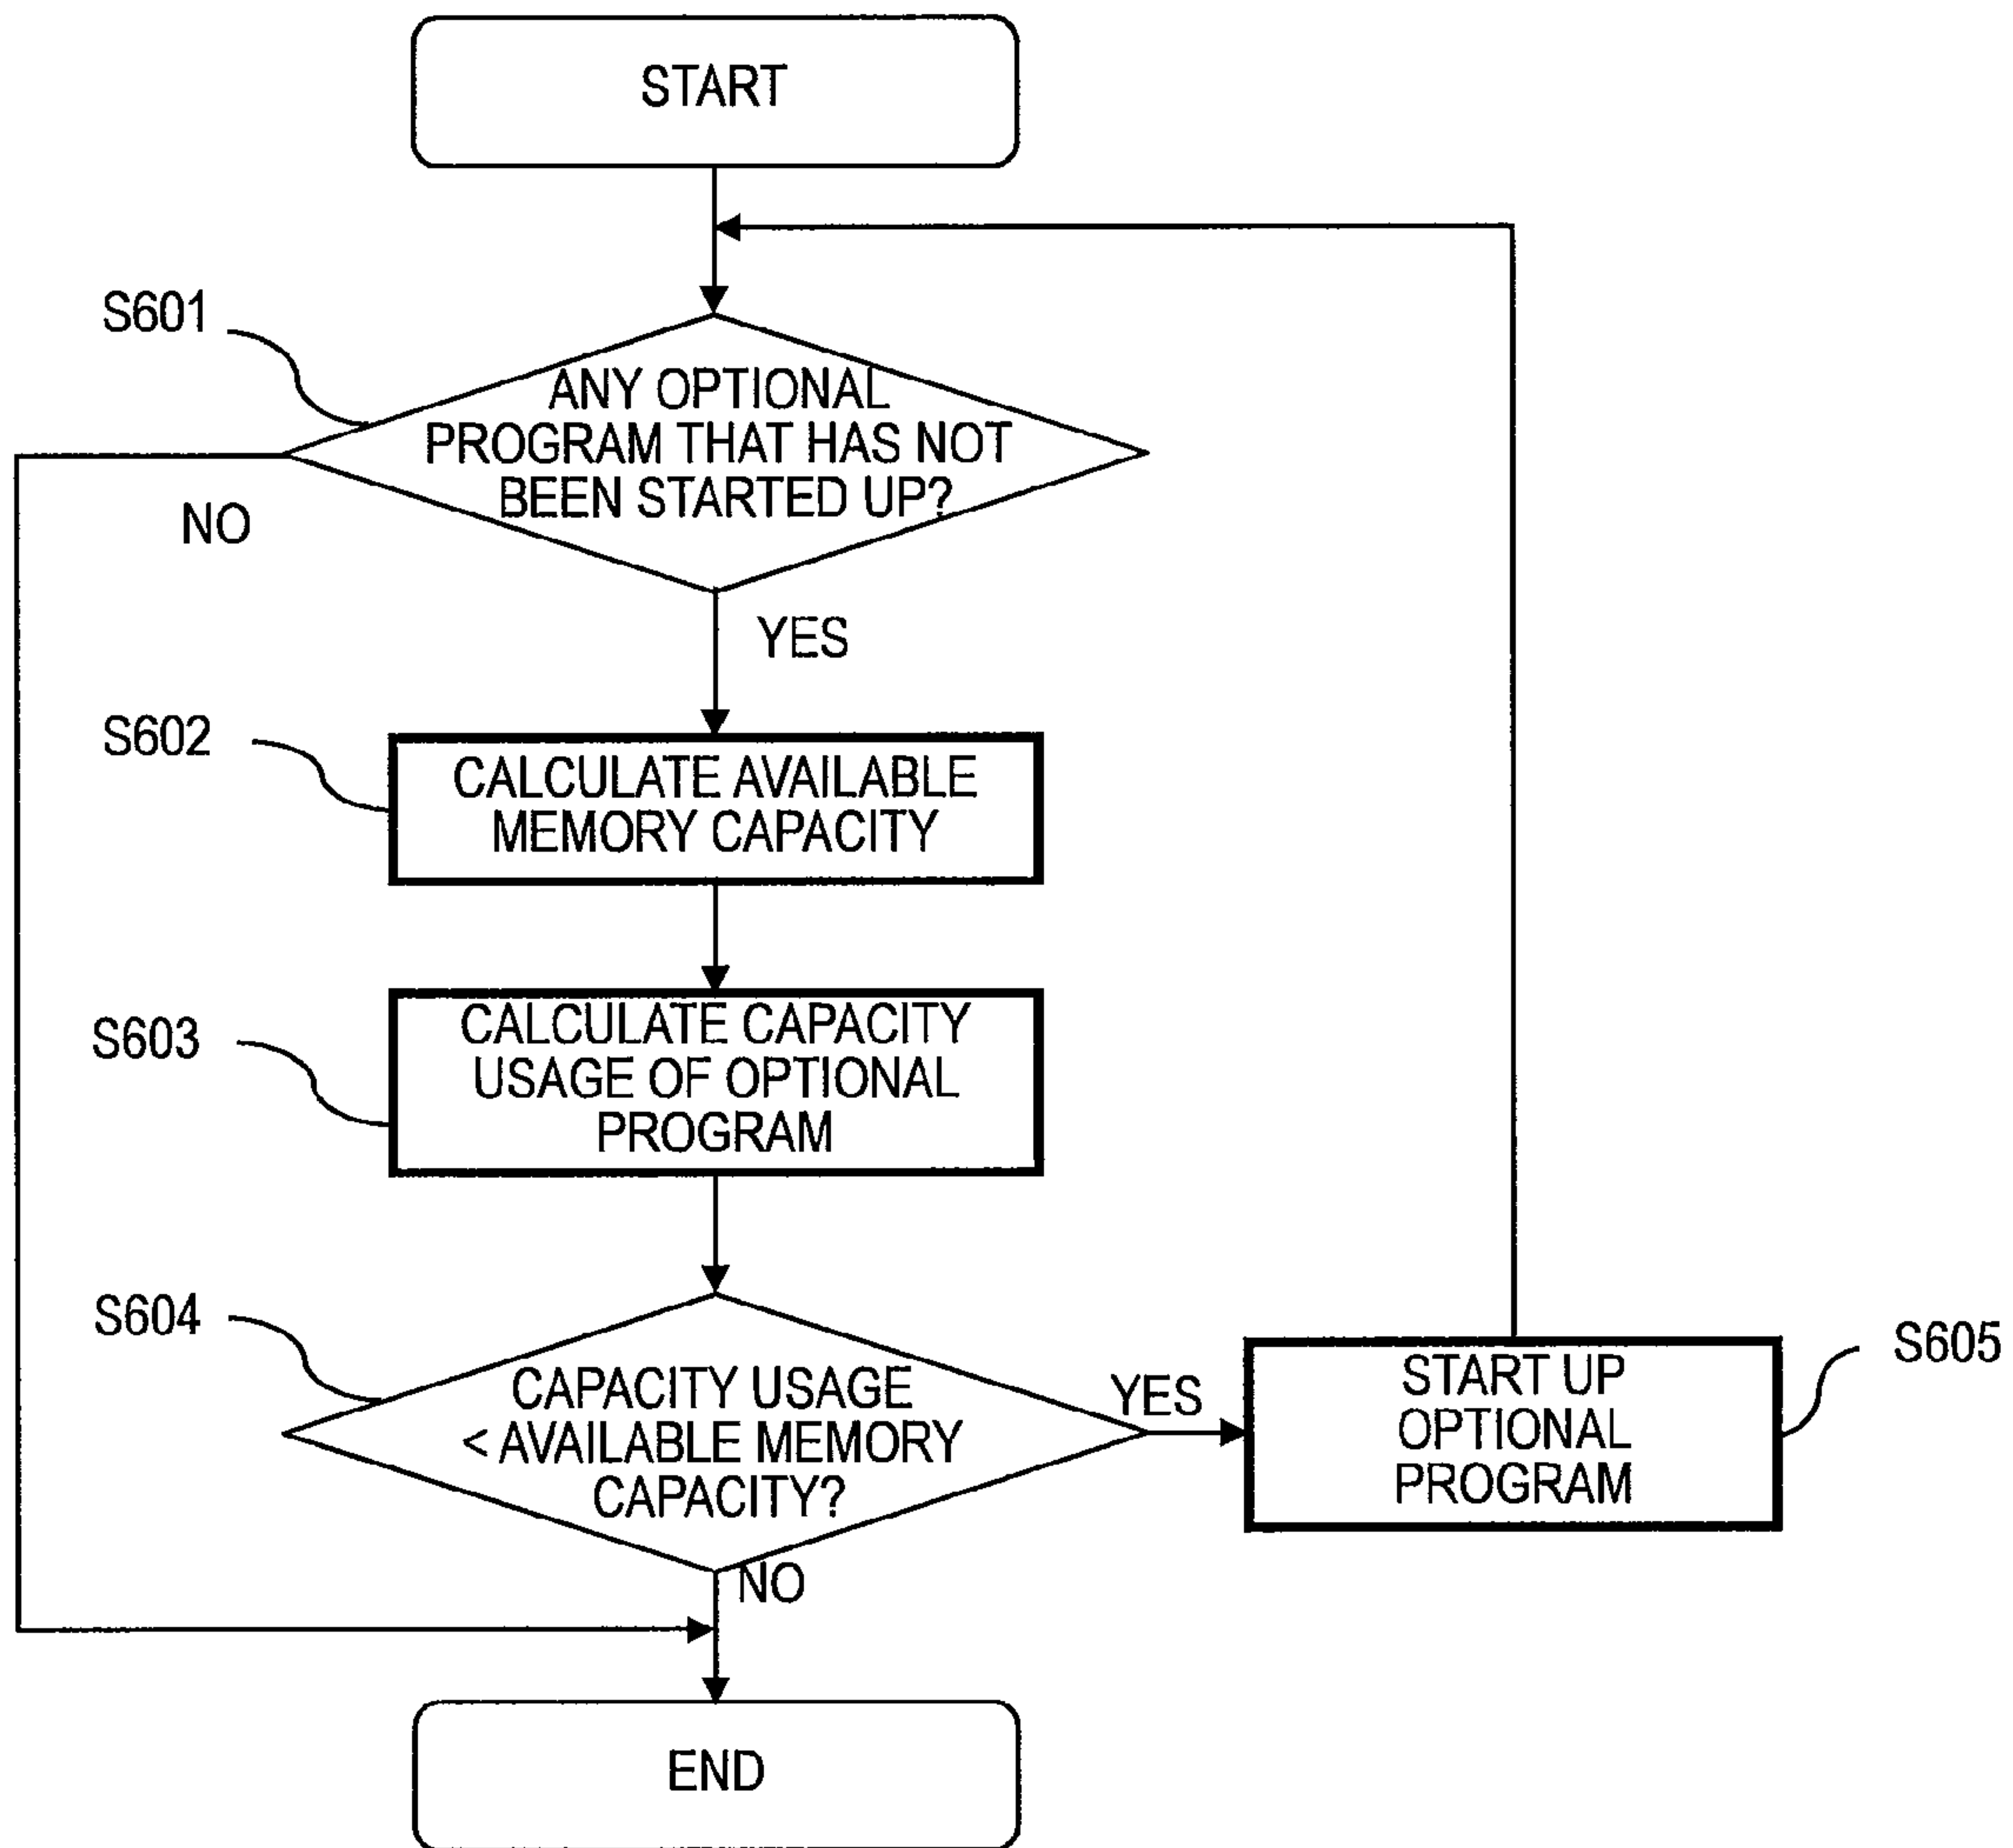 START
S601
ANY OPTIONAL
PROGRAM THAT HAS NOT
BEEN STARTED UP?
NO
YES
S602
CALCULATE AVAILABLE
MEMORY CAPACITY
S603
CALCULATE CAPACITY
USAGE OF OPTIONAL
PROGRAM
S604
CAPACITY USAGE
< AVAILABLE MEMORY
CAPACITY?
YES
START UP
OPTIONAL
PROGRAM
S605
NO
END